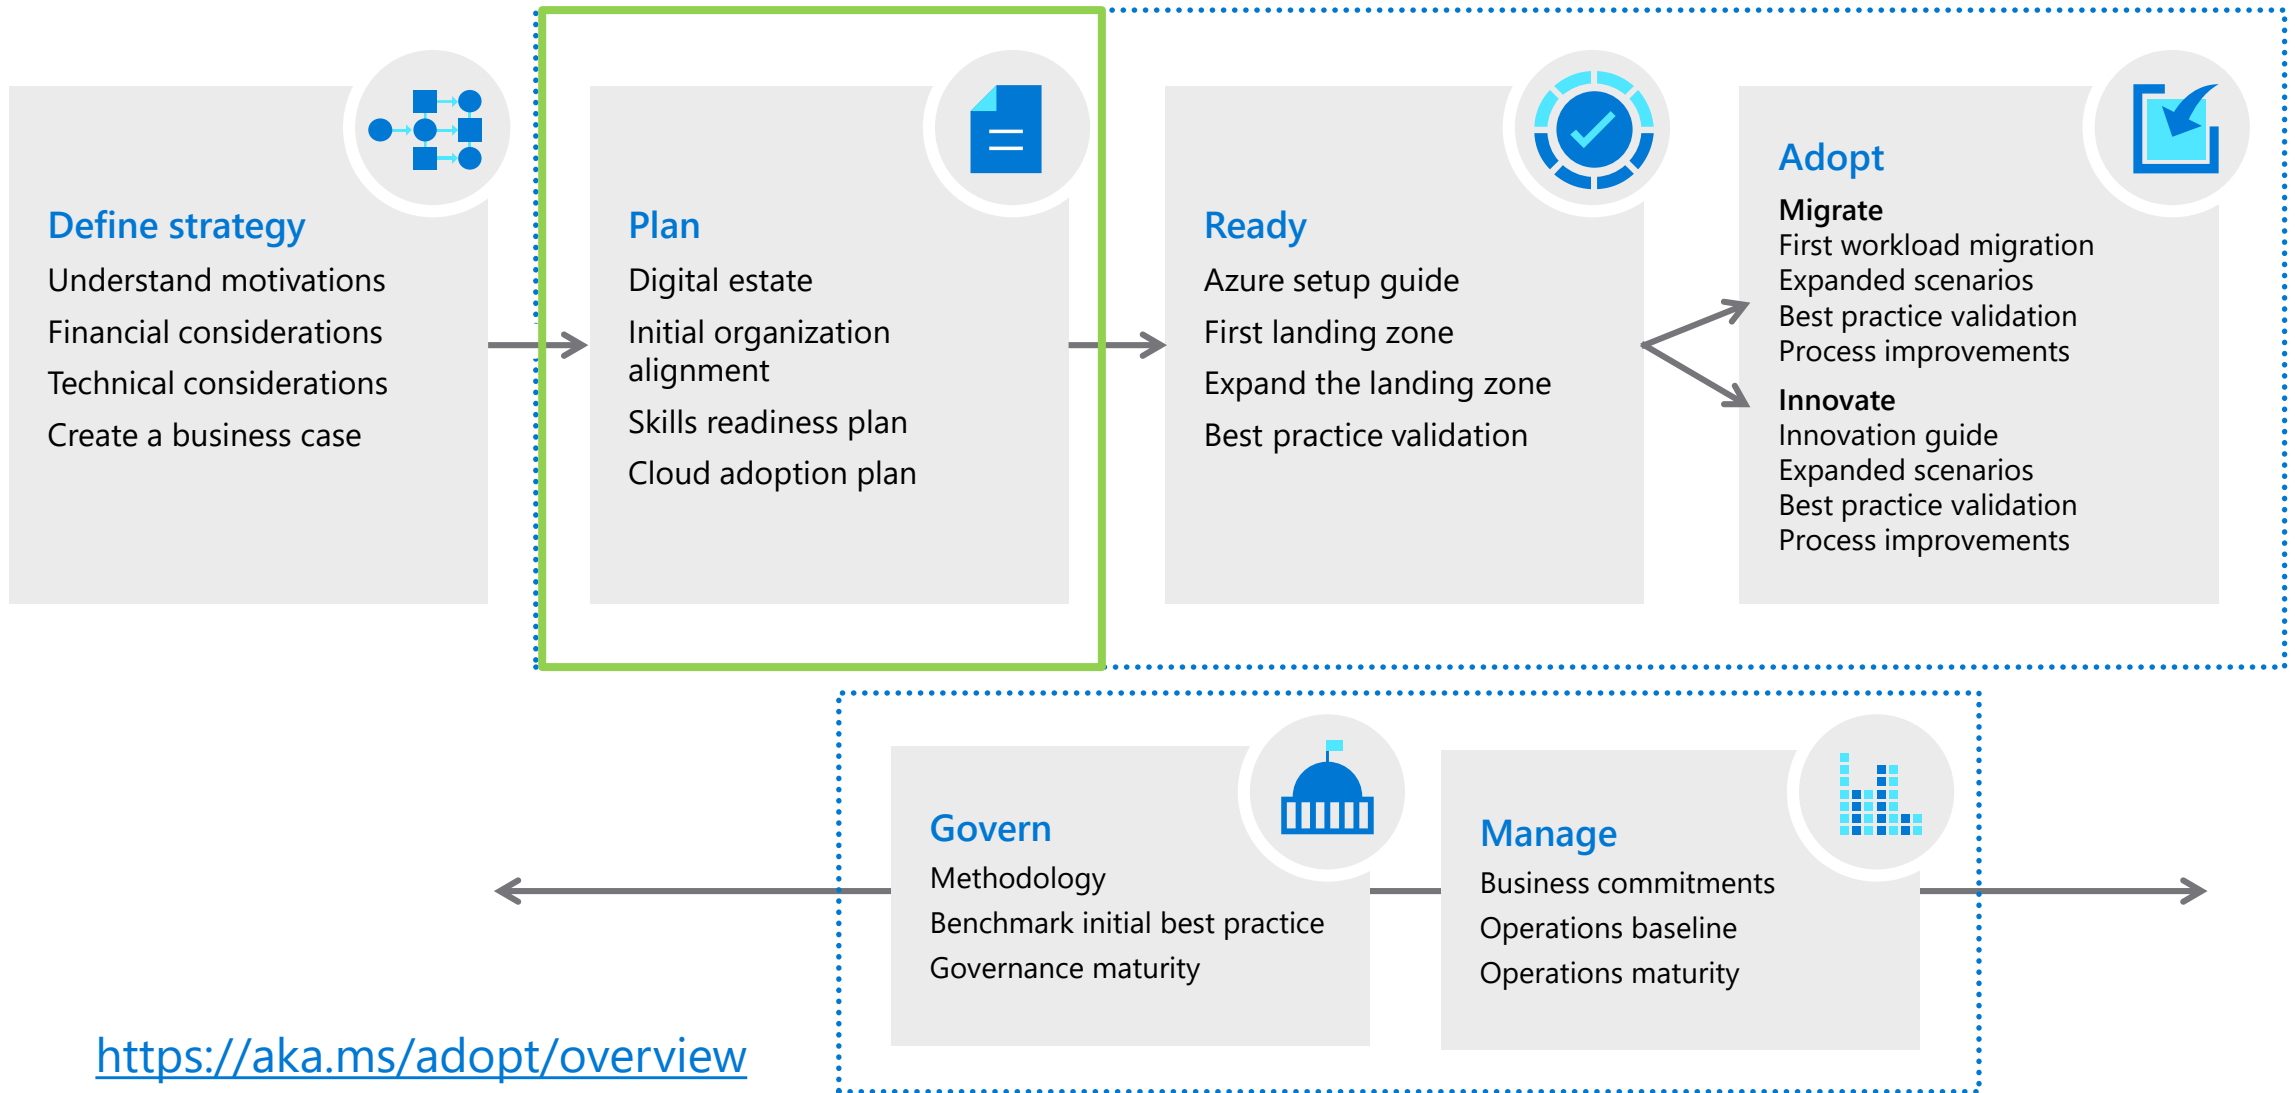 Define strategy
Understand motivations
Financial considerations
Technical considerations
Create a business case
Plan
Digital estate
Initial organization
alignment
Skills readiness plan
Cloud adoption plan
Ready
Azure setup guide
First landing zone
Expand the landing zone
Best practice validation
Adopt
Migrate
First workload migration
Expanded scenarios
Best practice validation
Process improvements
Innovate
Innovation guide
Expanded scenarios
Best practice validation
Process improvements
Govern
Methodology
Benchmark initial best practice
Governance maturity
Manage
Business commitments
Operations baseline
Operations maturity
https://aka.ms/adopt/overview